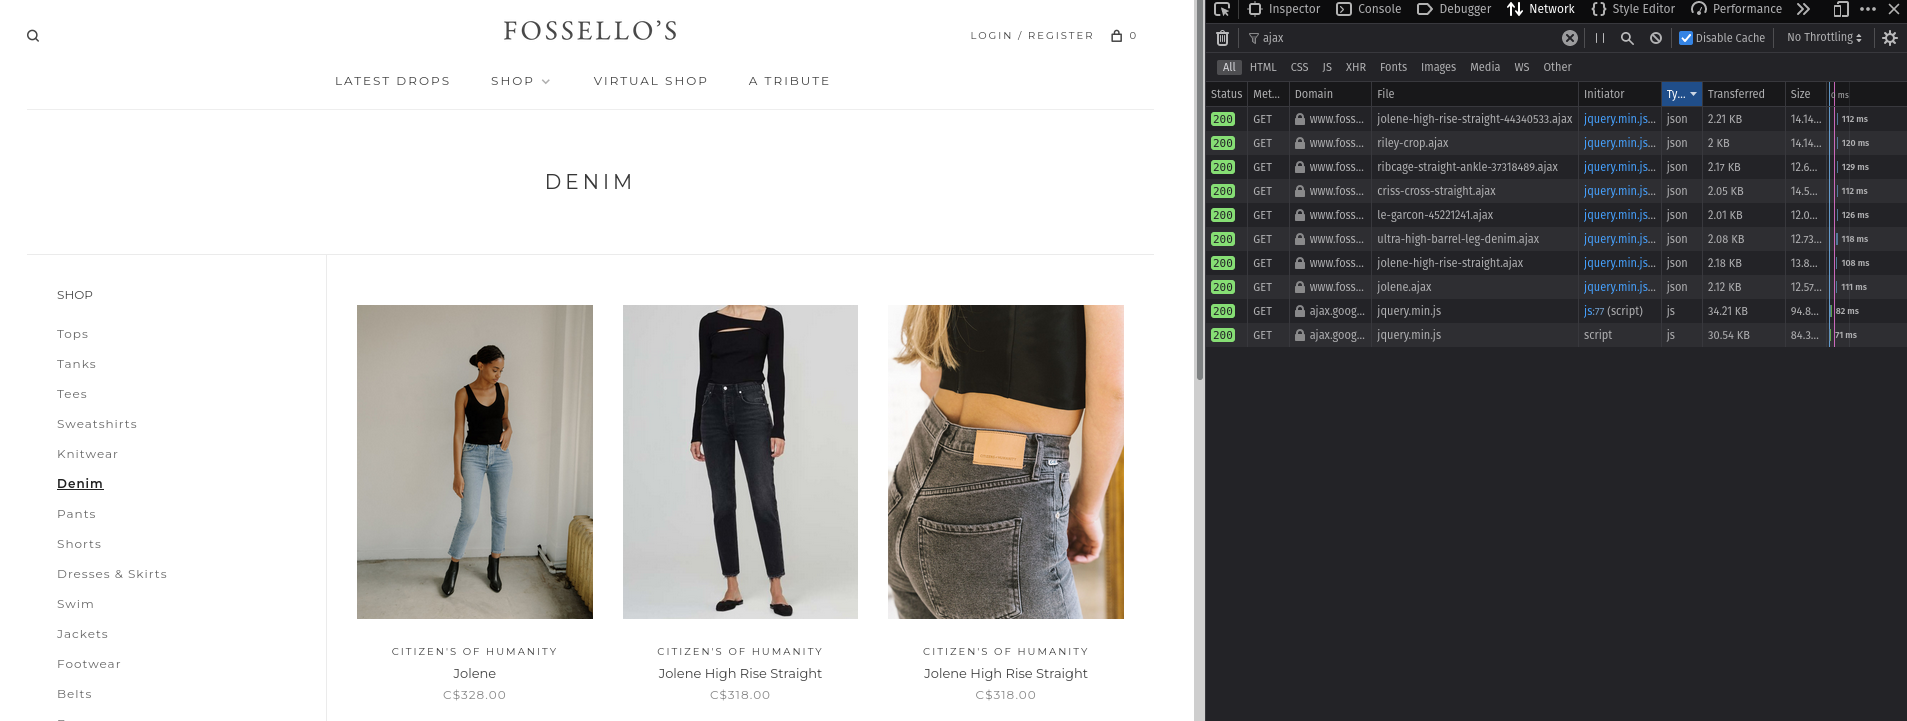 FOSSELLO'S
LOGIN / REGISTER 0
LATEST DROPS SHOP VIRTUAL SHOP A TRIBUTE
DENIM
SHOP
Tops
Tanks
Tees
Sweatshirts
Knitwear
Denim
Pants
Shorts
Dresses & Skirts
Swim
Jackets
Footwear
Belts
CITIZEN'S OF HUMANITY
Jolene
C$328.00
CITIZEN'S OF HUMANITY
Jolene High Rise Straight
C$318.00
CITIZEN'S OF HUMANITY
Jolene High Rise Straight
C$318.00
Inspector Console Debugger Network Style Editor Performance
ajax Disable Cache No Throttling
All HTML CSS JS XHR Fonts Images Media WS Other
Status Met... Domain File Initiator Ty... Transferred Size 0 ms
200 GET www.foss... jolene-high-rise-straight-44340533.ajax jquery.min.js... json 2.21 KB 14.14... 112 ms
200 GET www.foss... riley-crop.ajax jquery.min.js... json 2 KB 14.14... 120 ms
200 GET www.foss... ribcage-straight-ankle-37318489.ajax jquery.min.js... json 2.17 KB 12.6... 129 ms
200 GET www.foss... criss-cross-straight.ajax jquery.min.js... json 2.05 KB 14.5... 112 ms
200 GET www.foss... le-garcon-45221241.ajax jquery.min.js... json 2.01 KB 12.0... 126 ms
200 GET www.foss... ultra-high-barrel-leg-denim.ajax jquery.min.js... json 2.08 KB 12.73... 118 ms
200 GET www.foss... jolene-high-rise-straight.ajax jquery.min.js... json 2.18 KB 13.8... 108 ms
200 GET www.foss... jolene.ajax jquery.min.js... json 2.12 KB 12.57... 111 ms
200 GET ajax.goog... jquery.min.js js:77 (script) js 34.21 KB 94.8... 82 ms
200 GET ajax.goog... jquery.min.js script js 30.54 KB 84.3... 71 ms